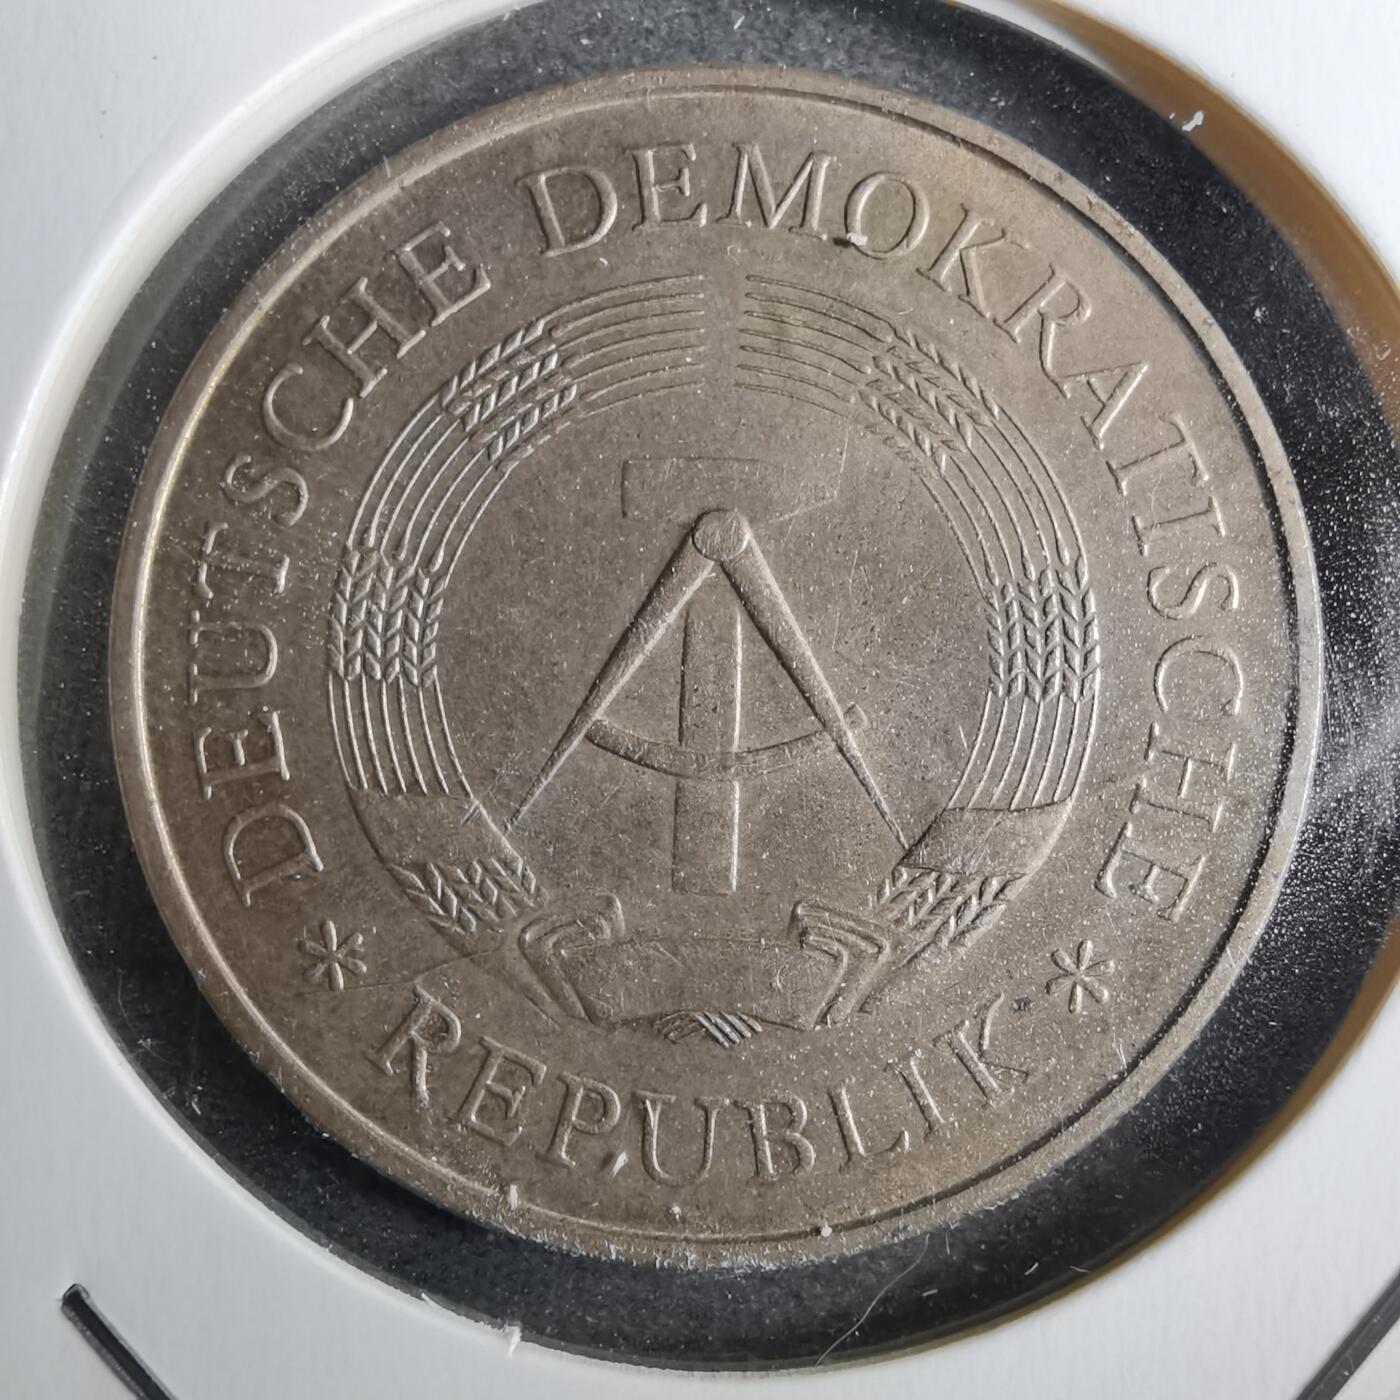 DEUTSCHE DEMOKRATISCHE
* REPUBLIK *